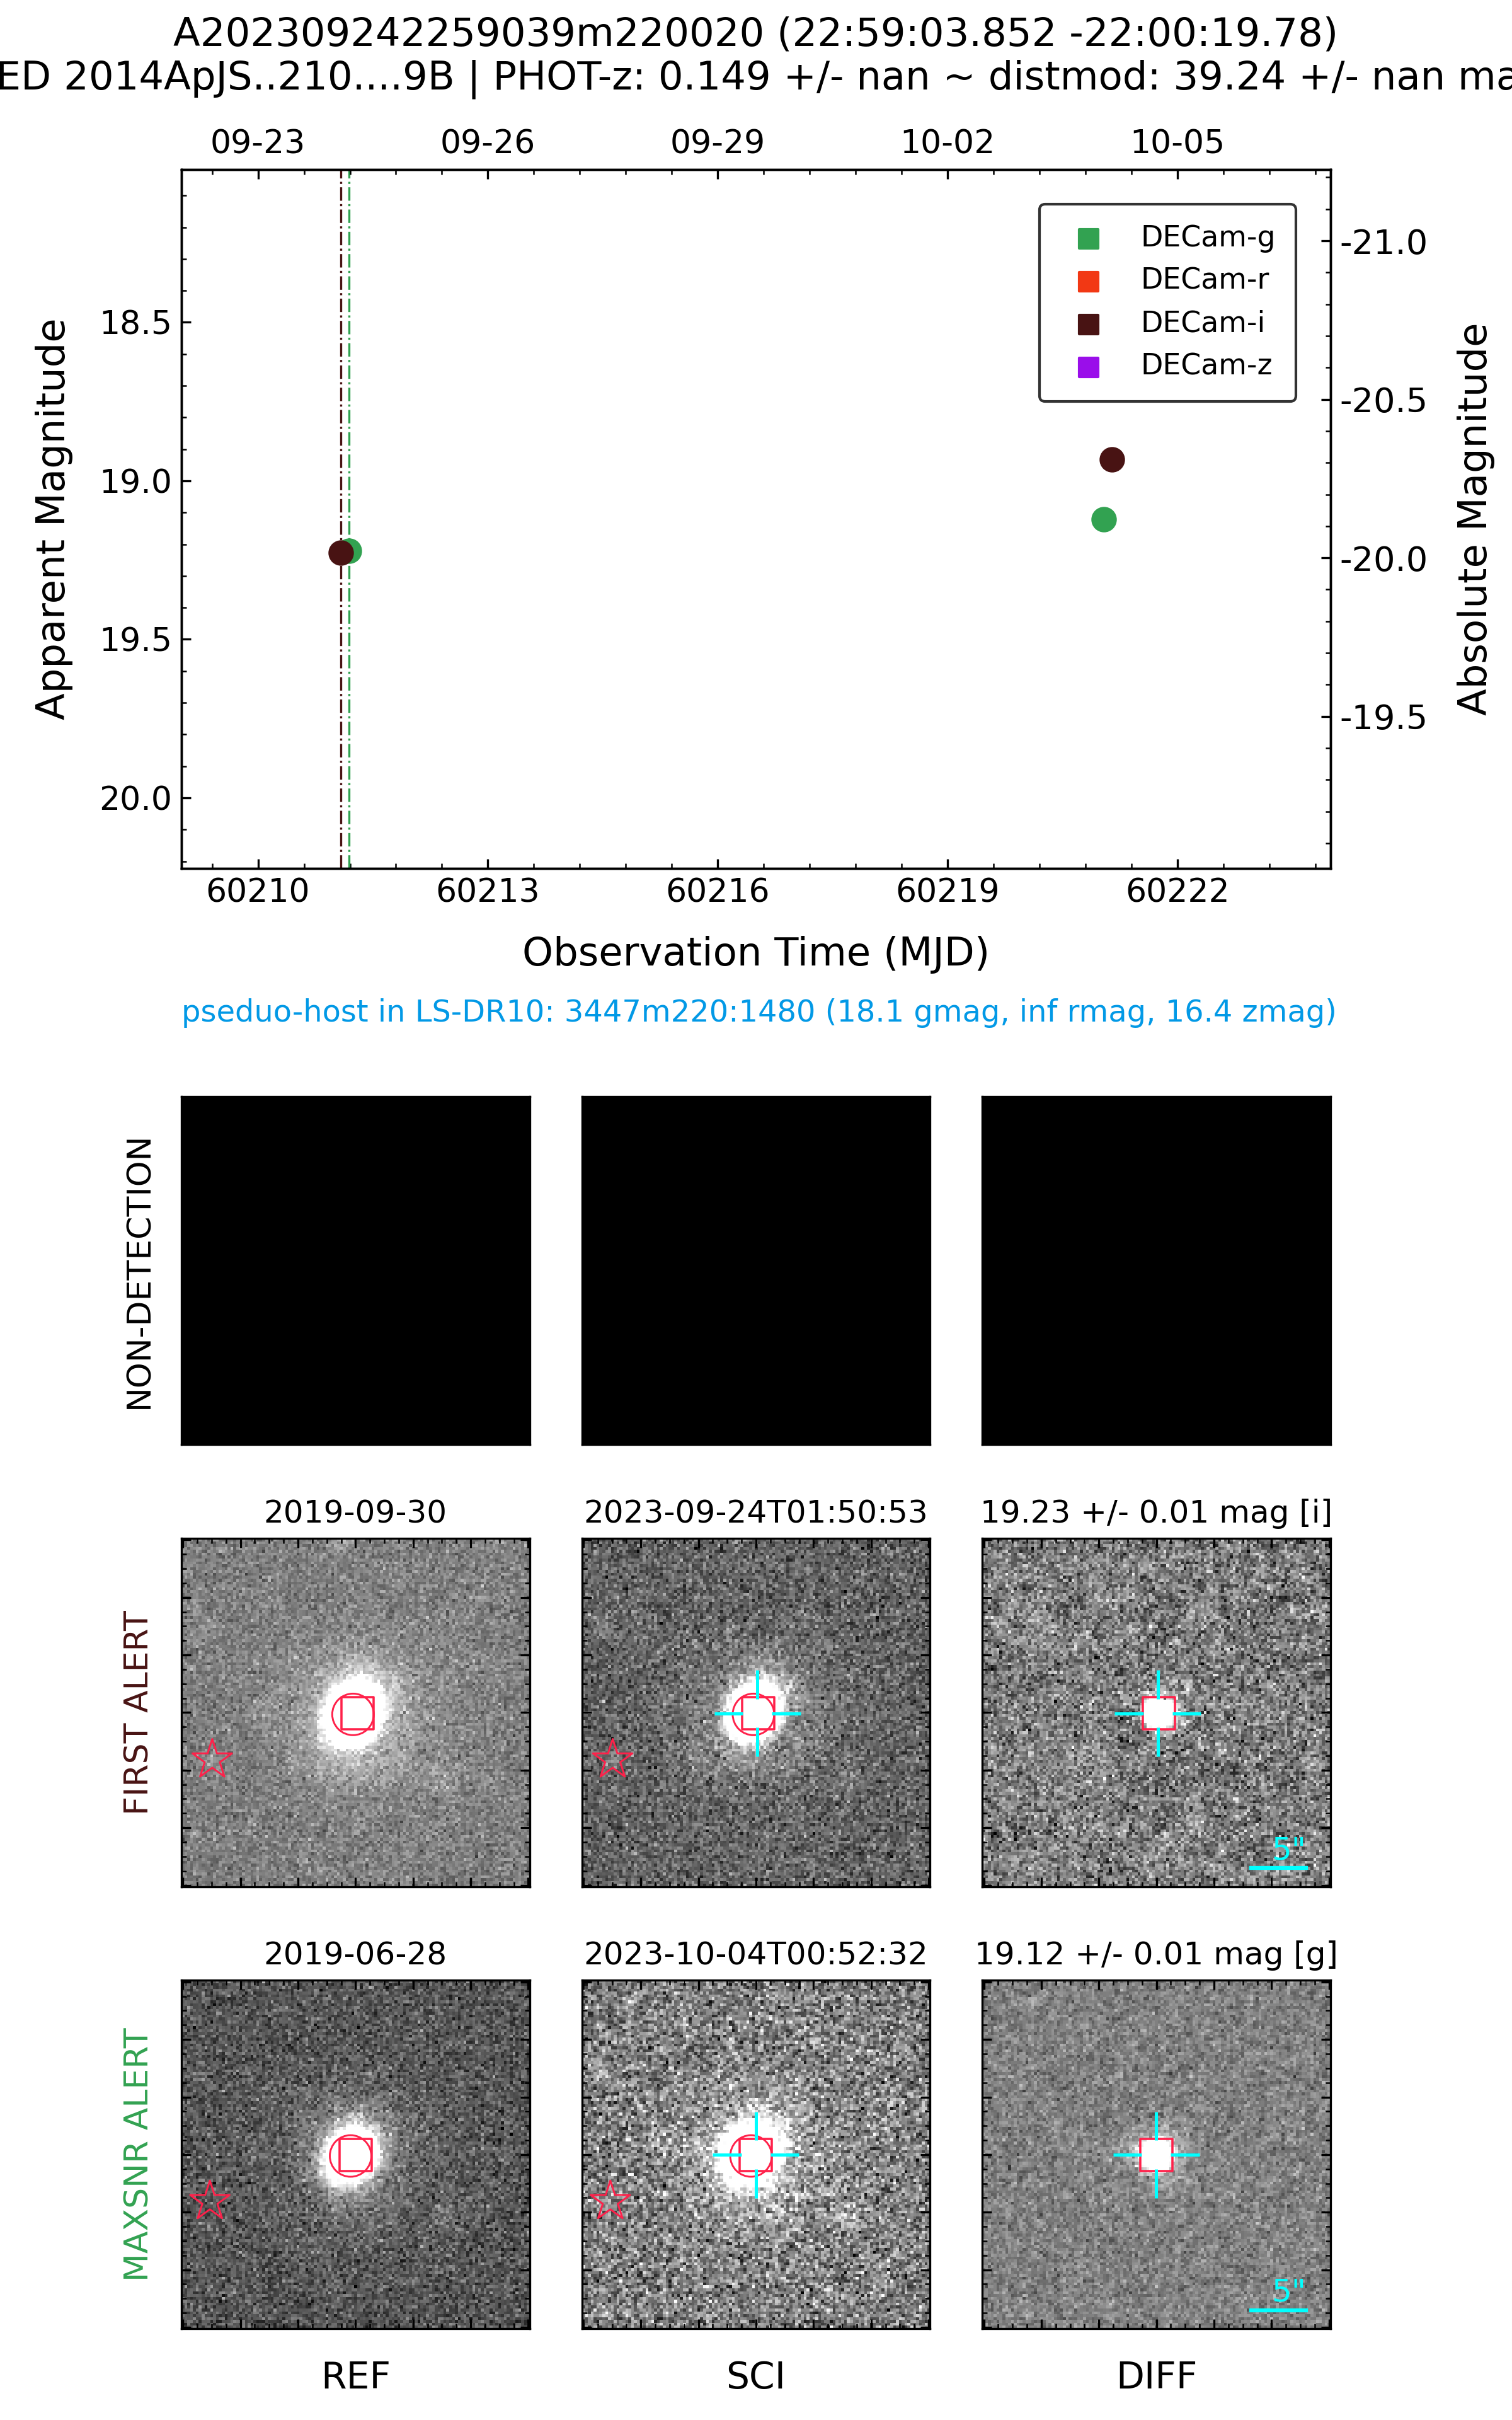 A202309242259039m220020 (22:59:03.852 -22:00:19.78)
ED 2014ApJS..210....9B | PHOT-z: 0.149 +/- nan ~ distmod: 39.24 +/- nan ma
09-23 09-26 09-29 10-02 10-05
DECam-g
DECam-r
DECam-i
DECam-z
Apparent Magnitude
18.5
19.0
19.5
20.0
-21.0
-20.5
-20.0
-19.5
Absolute Magnitude
60210 60213 60216 60219 60222
Observation Time (MJD)
pseduo-host in LS-DR10: 3447m220:1480 (18.1 gmag, inf rmag, 16.4 zmag)
NON-DETECTION
2019-09-30 2023-09-24T01:50:53 19.23 +/- 0.01 mag [i]
FIRST ALERT
5"
2019-06-28 2023-10-04T00:52:32 19.12 +/- 0.01 mag [g]
MAXSNR ALERT
5"
REF SCI DIFF